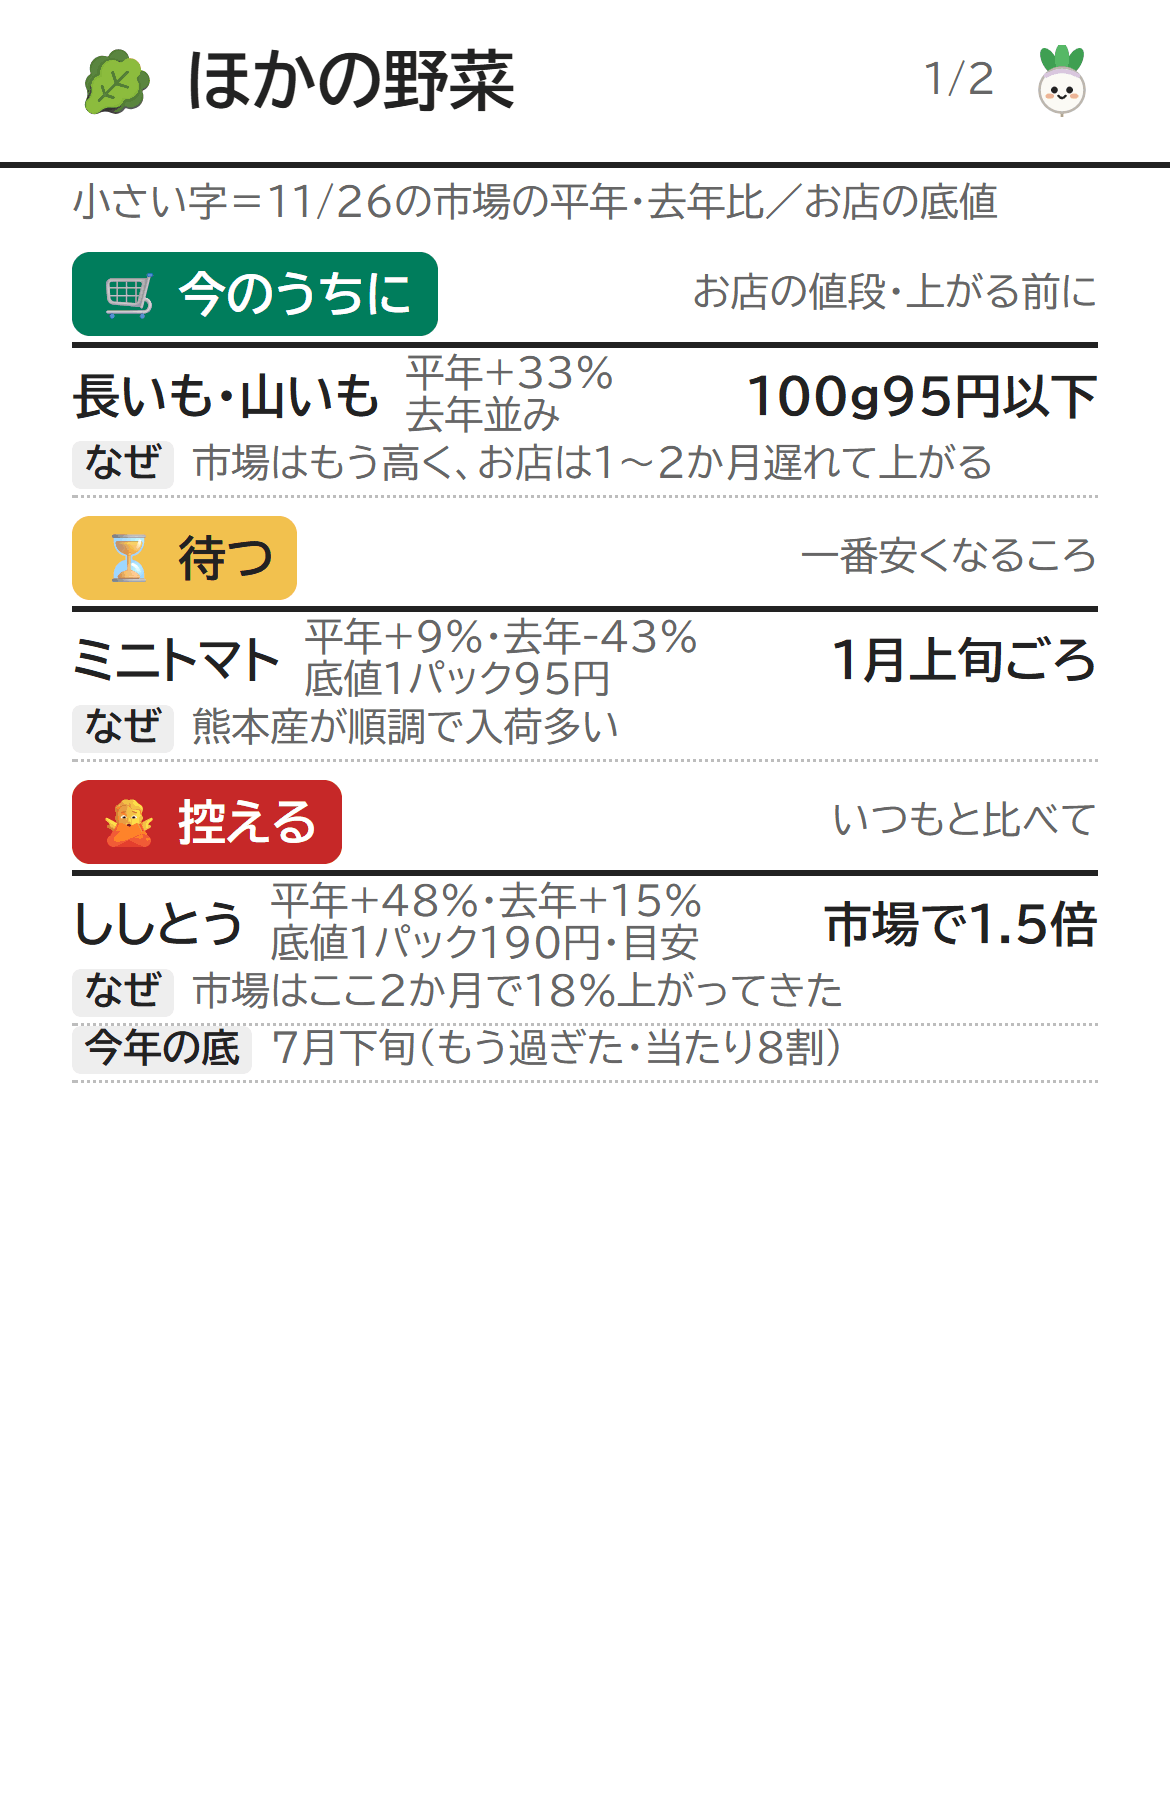 ほかの野菜
1/2
小さい字＝11/26の市場の平年・去年比／お店の底値
今のうちに
お店の値段・上がる前に
長いも・山いも
平年+33%
去年並み
100g95円以下
なぜ 市場はもう高く、お店は1〜2か月遅れて上がる
待つ
一番安くなるころ
ミニトマト
平年+9%・去年-43%
底値1パック95円
1月上旬ごろ
なぜ 熊本産が順調で入荷多い
控える
いつもと比べて
ししとう
平年+48%・去年+15%
底値1パック190円・目安
市場で1.5倍
なぜ 市場はここ2か月で18%上がってきた
今年の底 7月下旬（もう過ぎた・当たり8割）